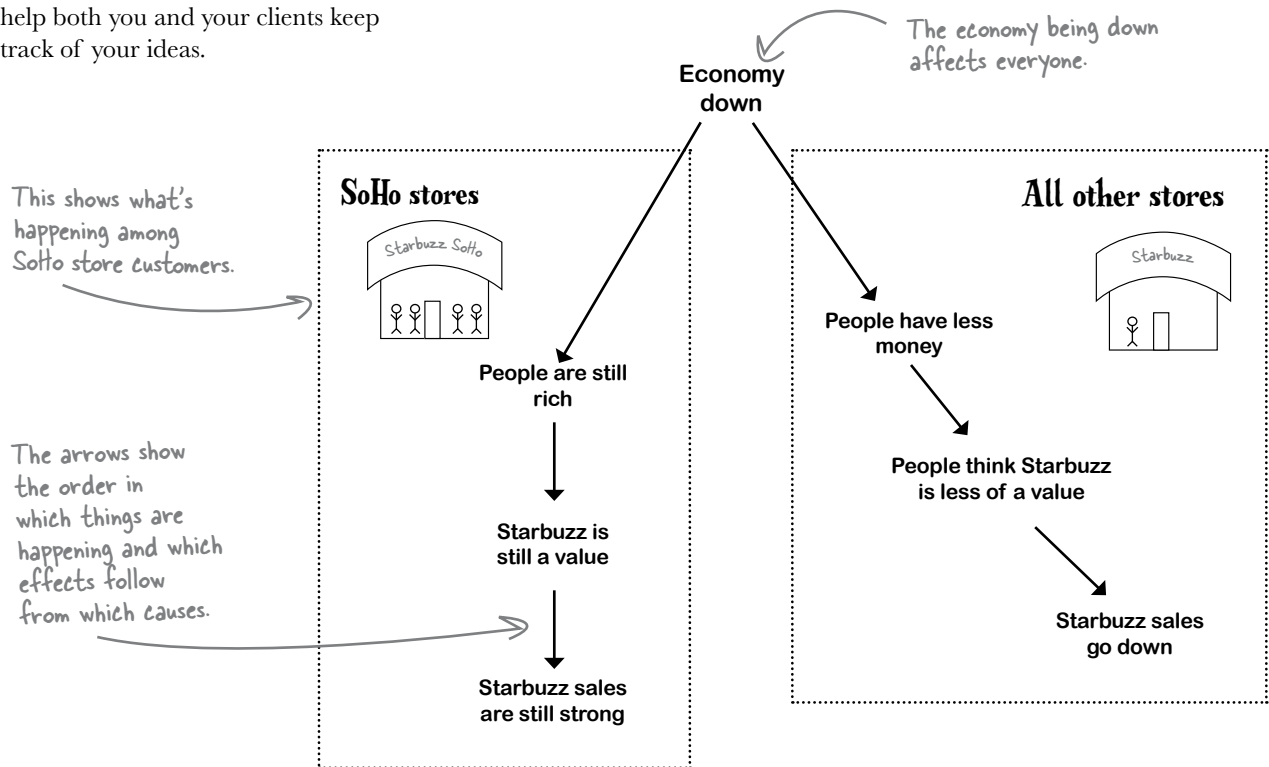 help both you and your clients keep
track of your ideas.
The economy being down
affects everyone.
Economy
down
This shows what's
happening among
SoHo store customers.
SoHo stores
Starbuzz SoHo
All other stores
Starbuzz
People have less
money
People are still
rich
The arrows show
the order in
which things are
happening and which
effects follow
from which causes.
People think Starbuzz
is less of a value
Starbuzz is
still a value
Starbuzz sales
go down
Starbuzz sales
are still strong